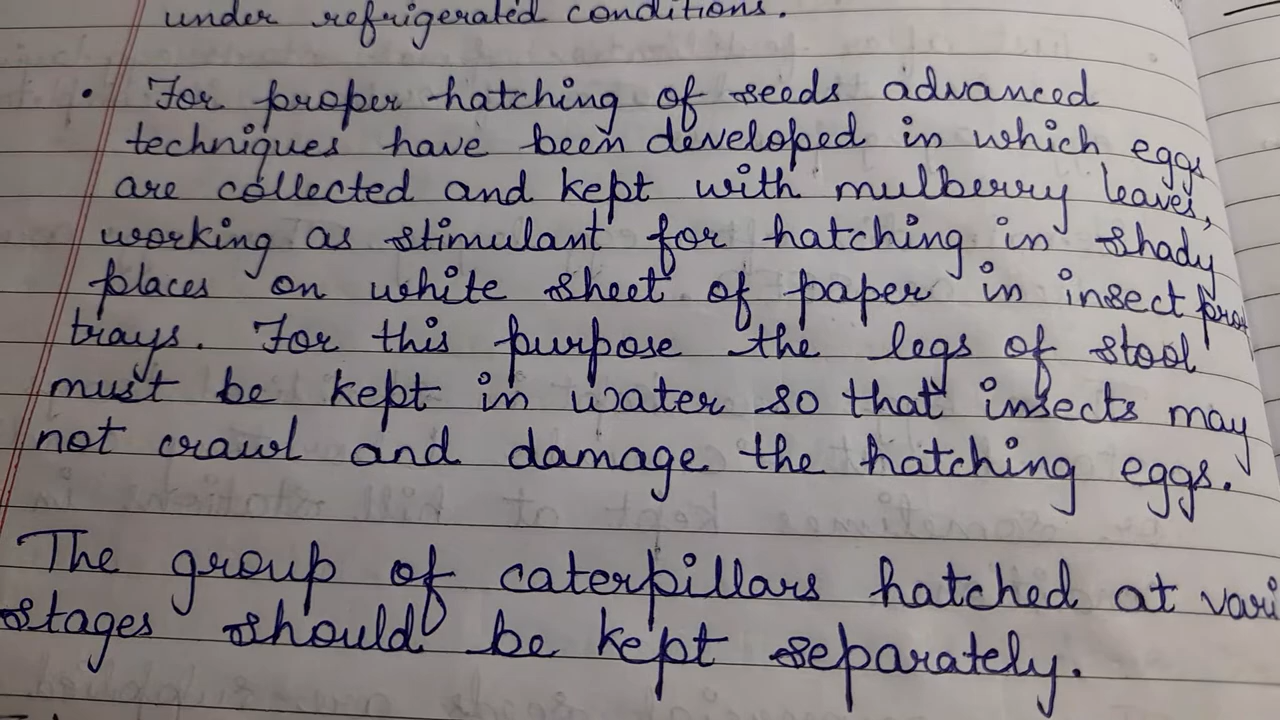 under refrigerated conditions.
• For proper hatching of seeds advanced
techniques have been developed in which eggs
are collected and kept with mulberry leaves,
working as stimulant for hatching in shady
places on white sheet of paper in insect
trays. For this purpose the legs of stool
must be kept in water so that insects may
not crawl and damage the hatching eggs.
The group of caterpillars hatched at
stages should be kept separately.